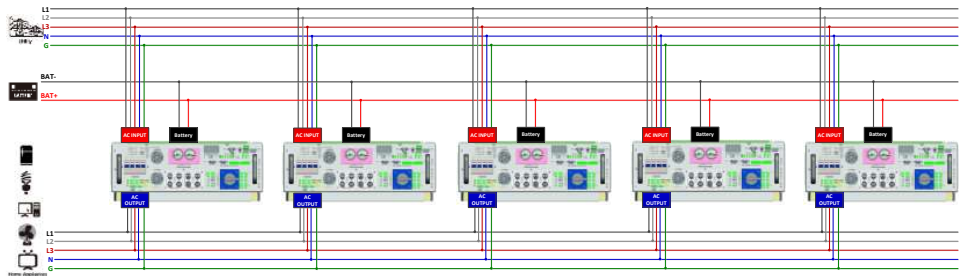 L1
L2
L3
N
G
BAT-
BATTERY
BAT+
AC INPUT Battery AC INPUT Battery AC INPUT Battery AC INPUT Battery AC INPUT Battery
AC OUTPUT AC OUTPUT AC OUTPUT AC OUTPUT AC OUTPUT
L1
L2
L3
N
G
Home Appliances